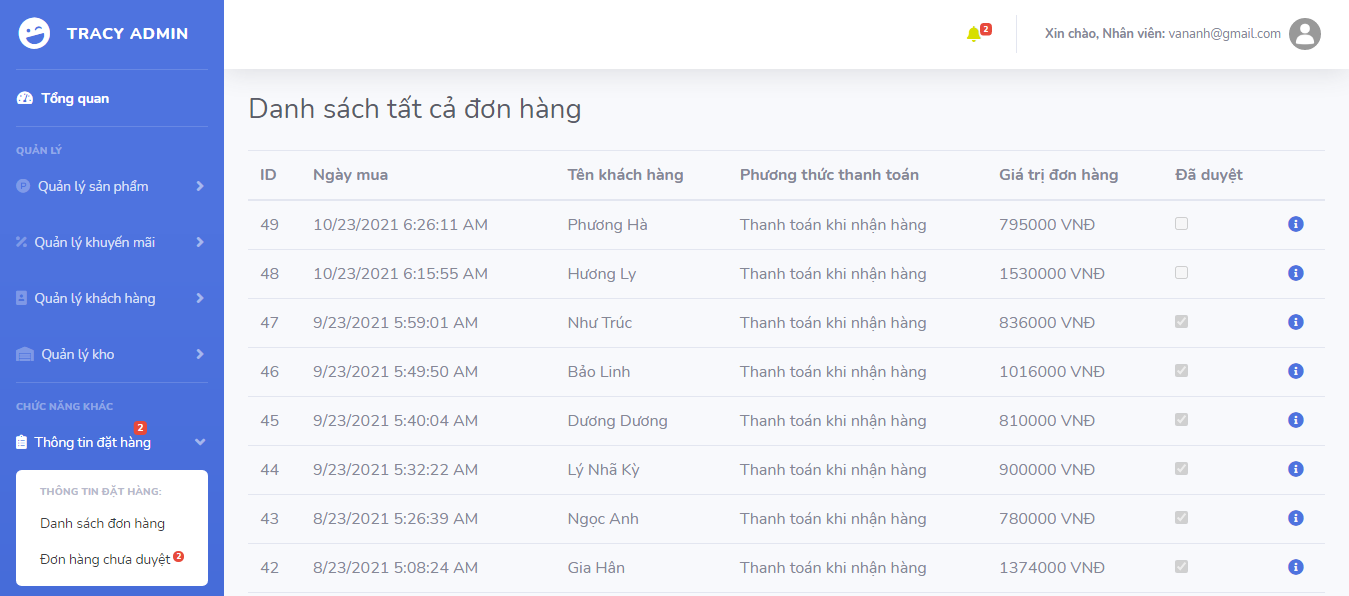 TRACY ADMIN
2
Xin chào, Nhân viên: vananh@gmail.com
Tổng quan
QUẢN LÝ
Quản lý sản phẩm
Quản lý khuyến mãi
Quản lý khách hàng
Quản lý kho
CHỨC NĂNG KHÁC
2
Thông tin đặt hàng
THÔNG TIN ĐẶT HÀNG:
Danh sách đơn hàng
Đơn hàng chưa duyệt 2
Danh sách tất cả đơn hàng
ID Ngày mua Tên khách hàng Phương thức thanh toán Giá trị đơn hàng Đã duyệt
49 10/23/2021 6:26:11 AM Phương Hà Thanh toán khi nhận hàng 795000 VNĐ
48 10/23/2021 6:15:55 AM Hương Ly Thanh toán khi nhận hàng 1530000 VNĐ
47 9/23/2021 5:59:01 AM Như Trúc Thanh toán khi nhận hàng 836000 VNĐ
46 9/23/2021 5:49:50 AM Bảo Linh Thanh toán khi nhận hàng 1016000 VNĐ
45 9/23/2021 5:40:04 AM Dương Dương Thanh toán khi nhận hàng 810000 VNĐ
44 9/23/2021 5:32:22 AM Lý Nhã Kỳ Thanh toán khi nhận hàng 900000 VNĐ
43 8/23/2021 5:26:39 AM Ngọc Anh Thanh toán khi nhận hàng 780000 VNĐ
42 8/23/2021 5:08:24 AM Gia Hân Thanh toán khi nhận hàng 1374000 VNĐ